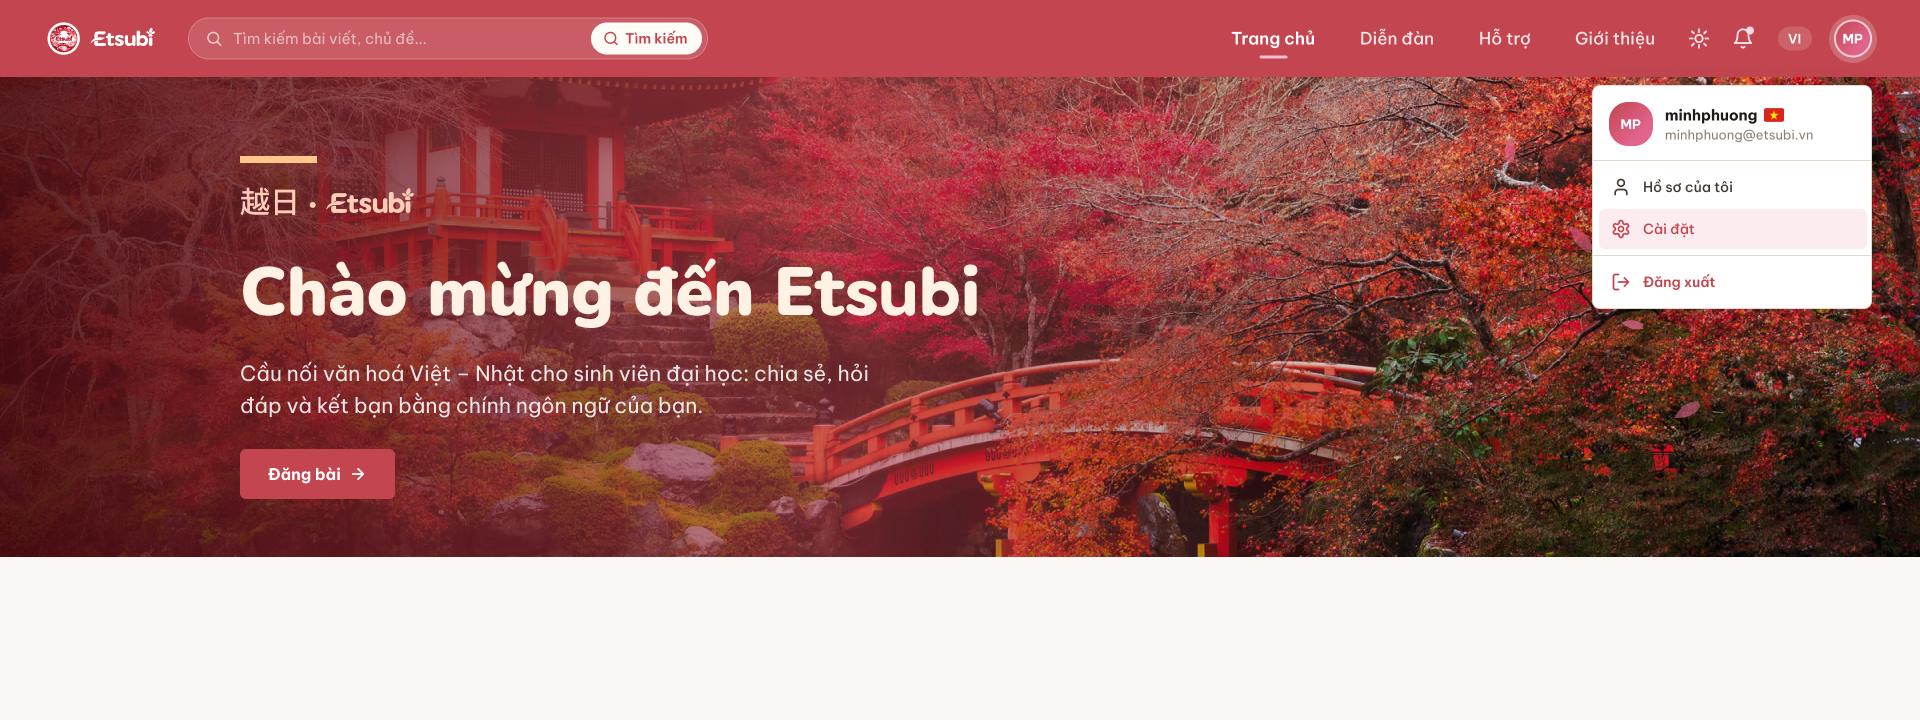 Etsubi
Tìm kiếm bài viết, chủ đề...
Tìm kiếm
Trang chủ
Diễn đàn
Hỗ trợ
Giới thiệu
VI
MP
MP
minhphuong
minhphuong@etsubi.vn
Hồ sơ của tôi
Cài đặt
Đăng xuất
越日 • Etsubi
Chào mừng đến Etsubi
Cầu nối văn hoá Việt – Nhật cho sinh viên đại học: chia sẻ, hỏi
đáp và kết bạn bằng chính ngôn ngữ của bạn.
Đăng bài